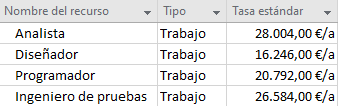 Nombre del recurso Tipo Tasa estándar
Analista Trabajo 28.004,00 €/a
Diseñador Trabajo 16.246,00 €/a
Programador Trabajo 20.792,00 €/a
Ingeniero de pruebas Trabajo 26.584,00 €/a